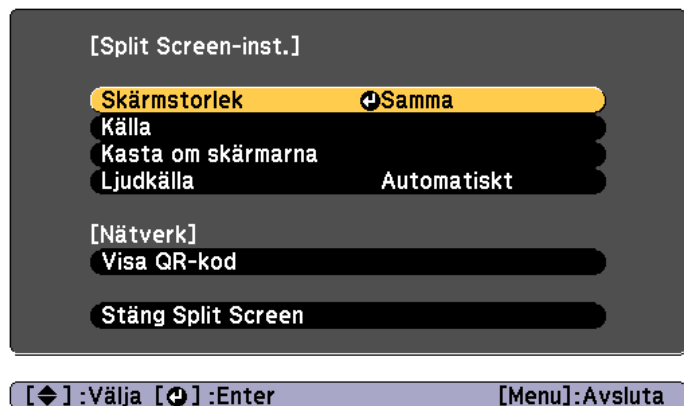 [Split Screen-inst.]
Skärmstorlek Samma
Källa
Kasta om skärmarna
Ljudkälla Automatiskt
[Nätverk]
Visa QR-kod
Stäng Split Screen
[◆]:Välja [⏎]:Enter [Menu]:Avsluta